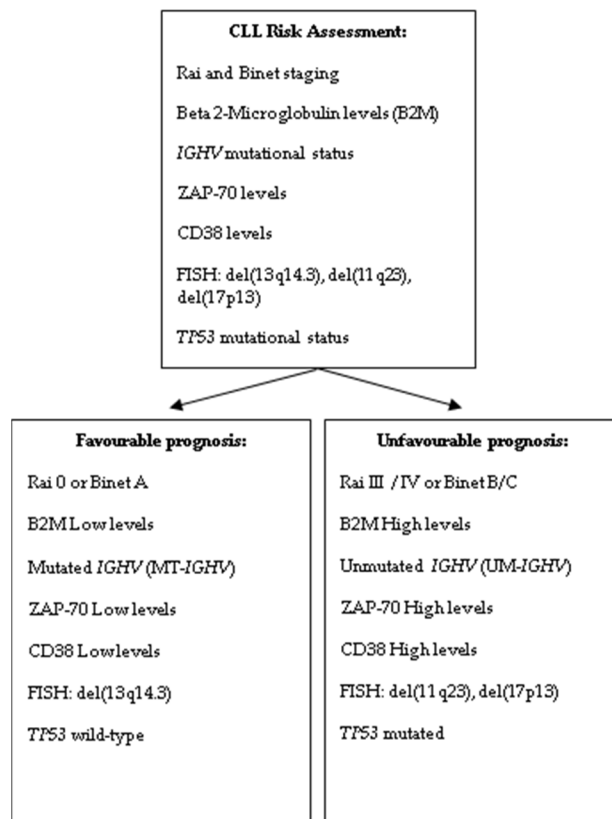 CLL Risk Assessment:
Rai and Binet staging
Beta 2-Microglobulin levels (B2M)
IGHV mutational status
ZAP-70 levels
CD38 levels
FISH: del(13q14.3), del(11q23),
del(17p13)
TP53 mutational status
Favourable prognosis:
Rai 0 or Binet A
B2M Low levels
Mutated IGHV (MT-IGHV)
ZAP-70 Low levels
CD38 Low levels
FISH: del(13q14.3)
TP53 wild-type
Unfavourable prognosis:
Rai III / IV or Binet B/C
B2M High levels
Unmutated IGHV (UM-IGHV)
ZAP-70 High levels
CD38 High levels
FISH: del(11q23), del(17p13)
TP53 mutated